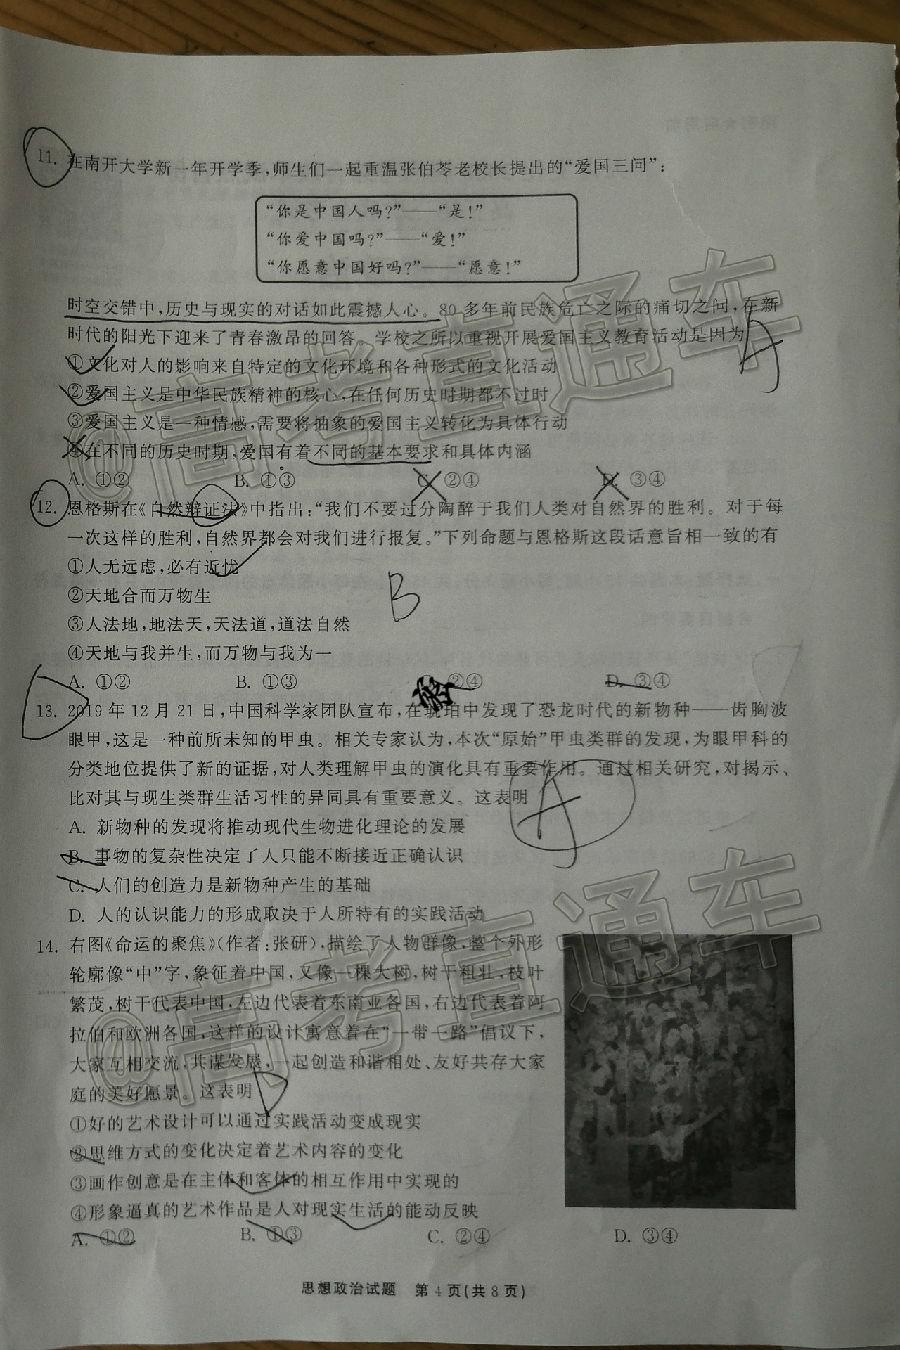 11. 在南开大学新一年开学季,师生们一起重温张伯苓老校长提出的“爱国三问”:
“你是中国人吗?”——“是!”
“你爱中国吗?”——“爱!”
“你愿意中国好吗?”——“愿意!”
时空交错中,历史与现实的对话如此震撼人心。80多年前民族危亡之际的痛切之问,在新
时代的阳光下迎来了青春激昂的回答。学校之所以重视开展爱国主义教育活动是因为
A
①文化对人的影响来自特定的文化环境和各种形式的文化活动
②爱国主义是中华民族精神的核心,在任何历史时期都不过时
③爱国主义是一种情感,需要将抽象的爱国主义转化为具体行动
④在不同的历史时期,爱国有着不同的基本要求和具体内涵
A. ①② B. ①③ C. ②④ D. ③④
12. 恩格斯在《自然辩证法》中指出:“我们不要过分陶醉于我们人类对自然界的胜利。对于每
一次这样的胜利,自然界都会对我们进行报复。”下列命题与恩格斯这段话意旨相一致的有
①人无远虑,必有近忧
②天地合而万物生
B
③人法地,地法天,天法道,道法自然
④天地与我并生,而万物与我为一
A. ①② B. ①③ ②④ D. ③④
13. 2019年12月21日,中国科学家团队宣布,在琥珀中发现了恐龙时代的新物种——齿胸波
眼甲,这是一种前所未知的甲虫。相关专家认为,本次“原始”甲虫类群的发现,为眼甲科的
分类地位提供了新的证据,对人类理解甲虫的演化具有重要作用。通过相关研究,对揭示、
比对其与现生类群生活习性的异同具有重要意义。这表明
A
A. 新物种的发现将推动现代生物进化理论的发展
B. 事物的复杂性决定了人只能不断接近正确认识
C. 人们的创造力是新物种产生的基础
D. 人的认识能力的形成取决于人所特有的实践活动
14. 右图《命运的聚焦》(作者:张研),描绘了人物群像,整个外形
轮廓像“中”字,象征着中国,又像一棵大树,树干粗壮,枝叶
繁茂,树干代表中国,左边代表着东南亚各国,右边代表着阿
拉伯和欧洲各国,这样的设计寓意着在“一带一路”倡议下,
大家互相交流,共谋发展,一起创造和谐相处、友好共存大家
庭的美好愿景。这表明
D
①好的艺术设计可以通过实践活动变成现实
②思维方式的变化决定着艺术内容的变化
③画作创意是在主体和客体的相互作用中实现的
④形象逼真的艺术作品是人对现实生活的能动反映
A. ①② B. ①③ C. ②④ D. ③④
思想政治试题 第4页(共8页)
@高考直通车
@高考直通车